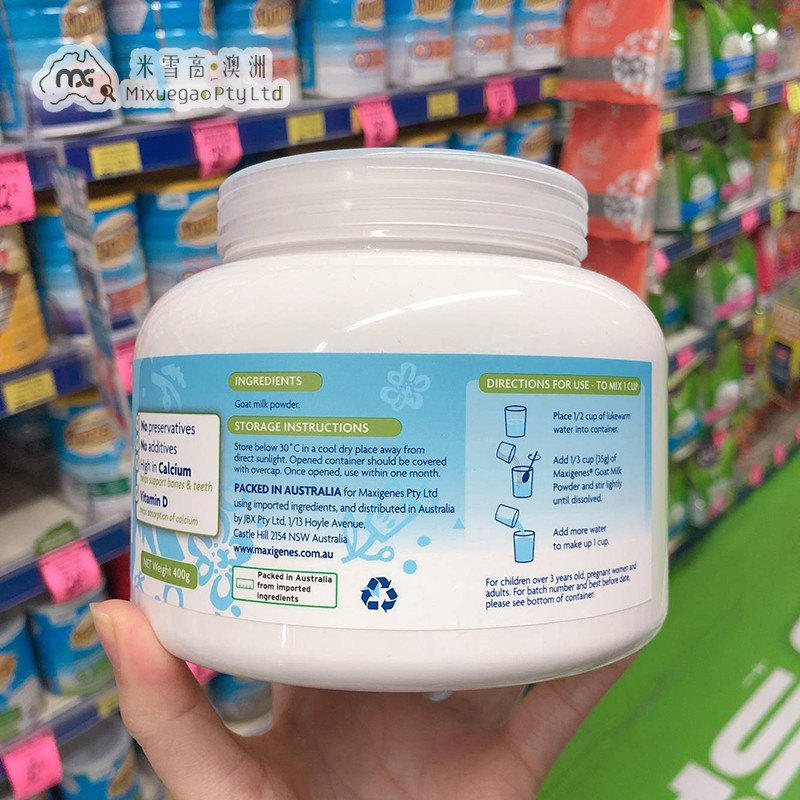 米雪高·澳洲
Mixuegao Pty Ltd
No preservatives
No additives
High in Calcium
helps support bones & teeth
Vitamin D
helps absorption of calcium
NET Weight 400g
INGREDIENTS
Goat milk powder.
STORAGE INSTRUCTIONS
Store below 30°C in a cool dry place away from
direct sunlight. Opened container should be covered
with overcap. Once opened, use within one month.
PACKED IN AUSTRALIA for Maxigenes Pty Ltd
using imported ingredients, and distributed in Australia
by JBX Pty Ltd, 1/13 Hoyle Avenue,
Castle Hill 2154 NSW Australia
www.maxigenes.com.au
Packed in Australia
from imported
ingredients
DIRECTIONS FOR USE - TO MIX 1 CUP
Place 1/2 cup of lukewarm
water into container.
Add 1/3 cup (35g) of
Maxigenes® Goat Milk
Powder and stir lightly
until dissolved.
Add more water
to make up 1 cup.
For children over 3 years old, pregnant women and
adults. For batch number and best before date,
please see bottom of container.